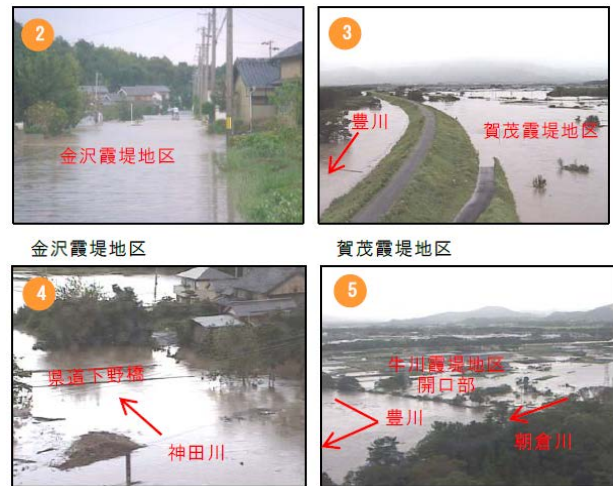 2
金沢霞堤地区
3
豊川
賀茂霞堤地区
金沢霞堤地区
賀茂霞堤地区
4
県道下野橋
神田川
5
牛川霞堤地区
開口部
豊川
朝倉川